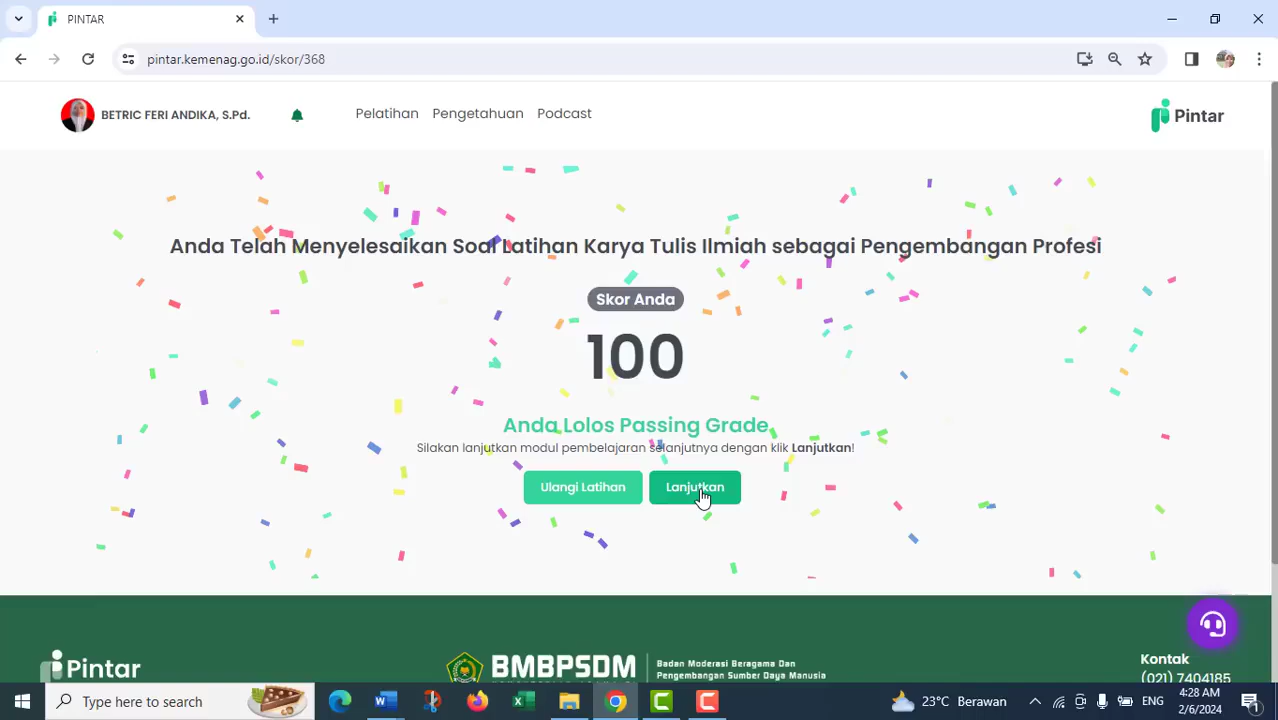 PINTAR
pintar.kemenag.go.id/skor/368
BETRIC FERI ANDIKA, S.Pd.
Pelatihan Pengetahuan Podcast
Pintar
Anda Telah Menyelesaikan Soal Latihan Karya Tulis Ilmiah sebagai Pengembangan Profesi
Skor Anda
100
Anda Lolos Passing Grade
Silakan lanjutkan modul pembelajaran selanjutnya dengan klik Lanjutkan!
Ulangi Latihan Lanjutkan
Pintar
BMBPSDM
Badan Moderasi Beragama Dan
Pengembangan Sumber Daya Manusia
Kontak
(021) 7404185
Type here to search
23°C Berawan
ENG
4:28 AM
2/6/2024
1